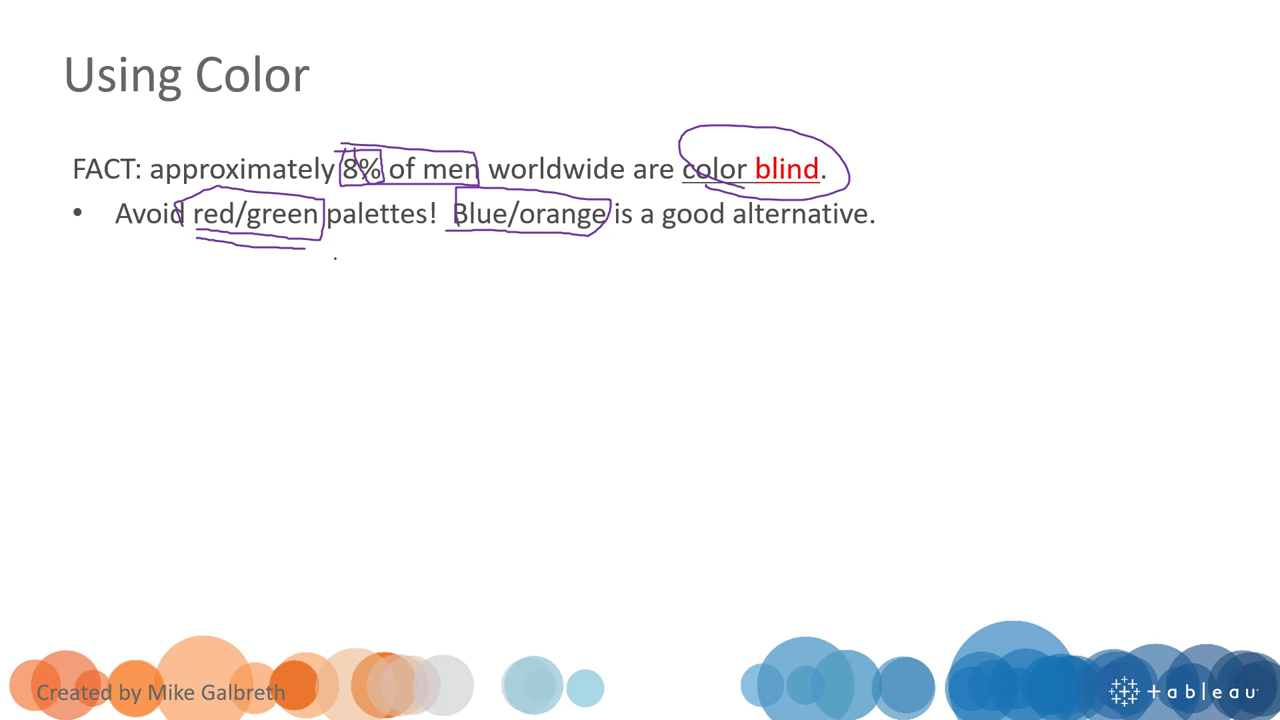 Using Color
FACT: approximately 8% of men worldwide are color blind.
• Avoid red/green palettes! Blue/orange is a good alternative.
Created by Mike Galbreth
tableau